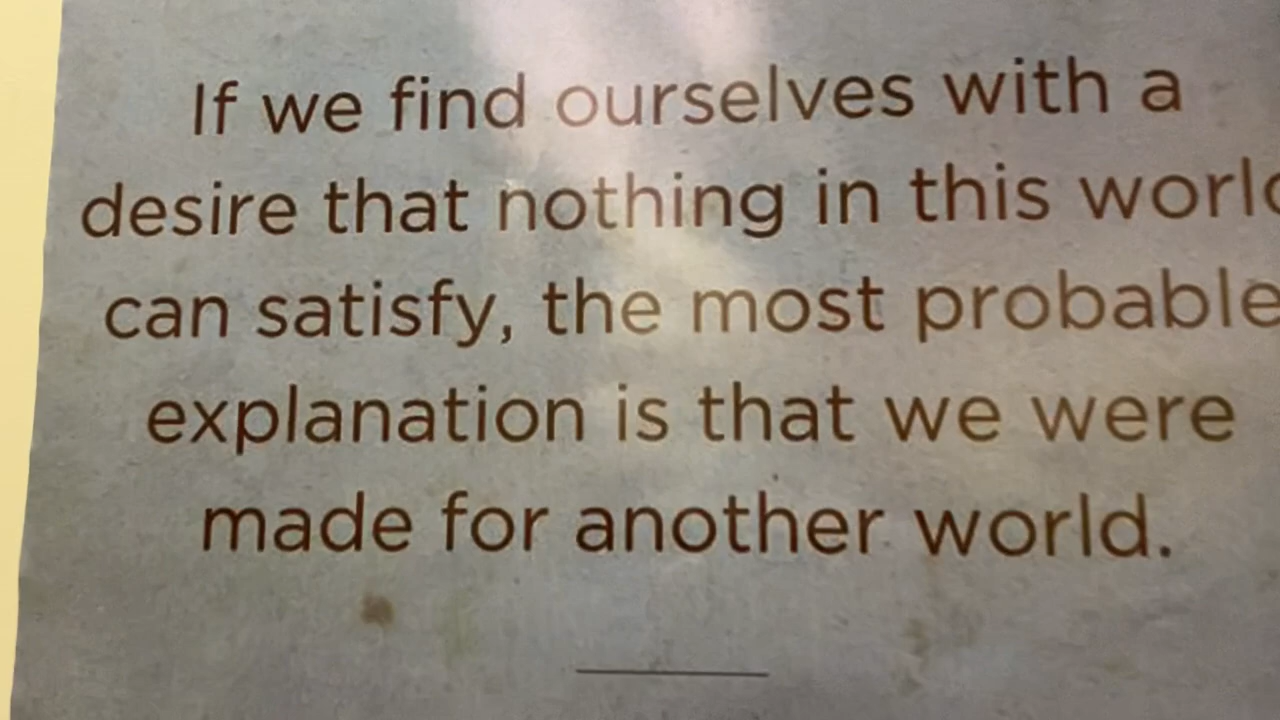 If we find ourselves with a
desire that nothing in this world
can satisfy, the most probable
explanation is that we were
made for another world.